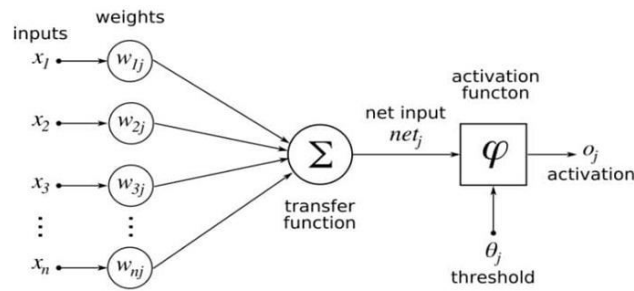 weights
inputs
x1 w1j
x2 w2j
x3 w3j
⋮ ⋮
xn wnj
Σ
transfer
function
net input
netj
activation
functon
φ
oj
activation
θj
threshold